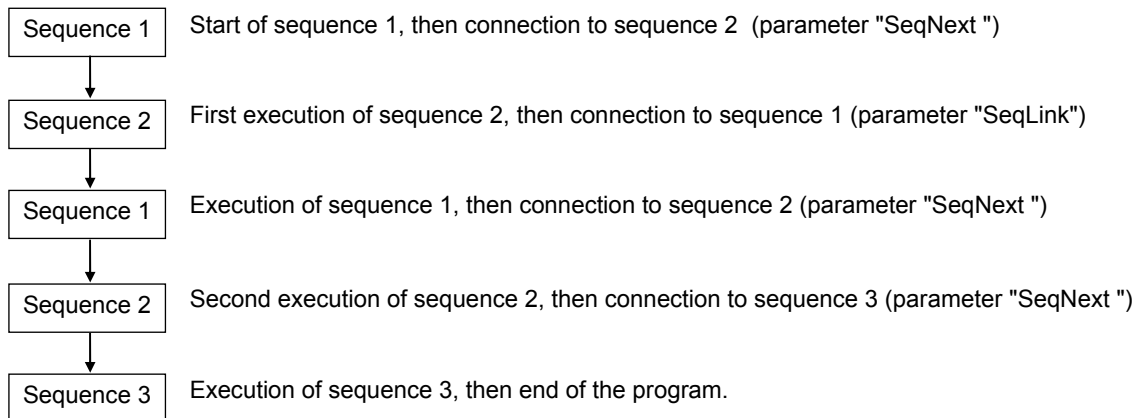 Sequence 1 Start of sequence 1, then connection to sequence 2 (parameter "SeqNext ")
Sequence 2 First execution of sequence 2, then connection to sequence 1 (parameter "SeqLink")
Sequence 1 Execution of sequence 1, then connection to sequence 2 (parameter "SeqNext ")
Sequence 2 Second execution of sequence 2, then connection to sequence 3 (parameter "SeqNext ")
Sequence 3 Execution of sequence 3, then end of the program.